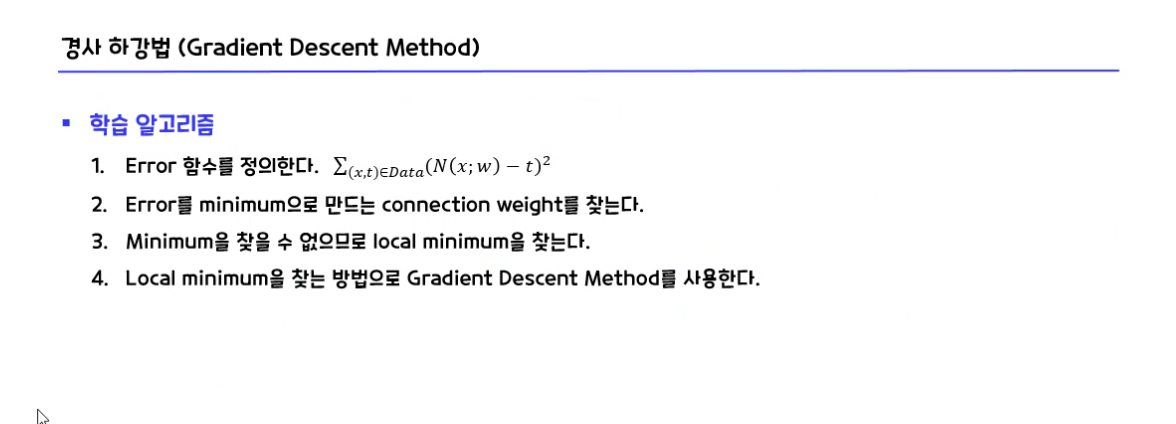 경사 하강법 (Gradient Descent Method)
▪ 학습 알고리즘
1. Error 함수를 정의한다. ∑_{(x,t)∈Data}(N(x; w) − t)²
2. Error를 minimum으로 만드는 connection weight를 찾는다.
3. Minimum을 찾을 수 없으므로 local minimum을 찾는다.
4. Local minimum을 찾는 방법으로 Gradient Descent Method를 사용한다.